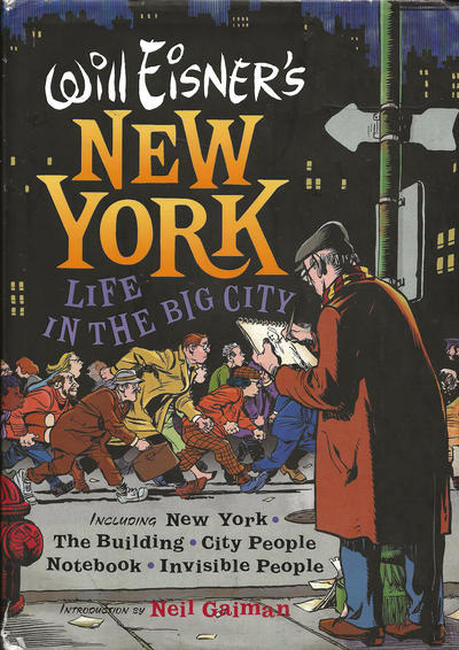 Will Eisner's
NEW
YORK
LIFE
IN THE BIG CITY
Including New York •
The Building • City People
Notebook • Invisible People
Introduction by Neil Gaiman